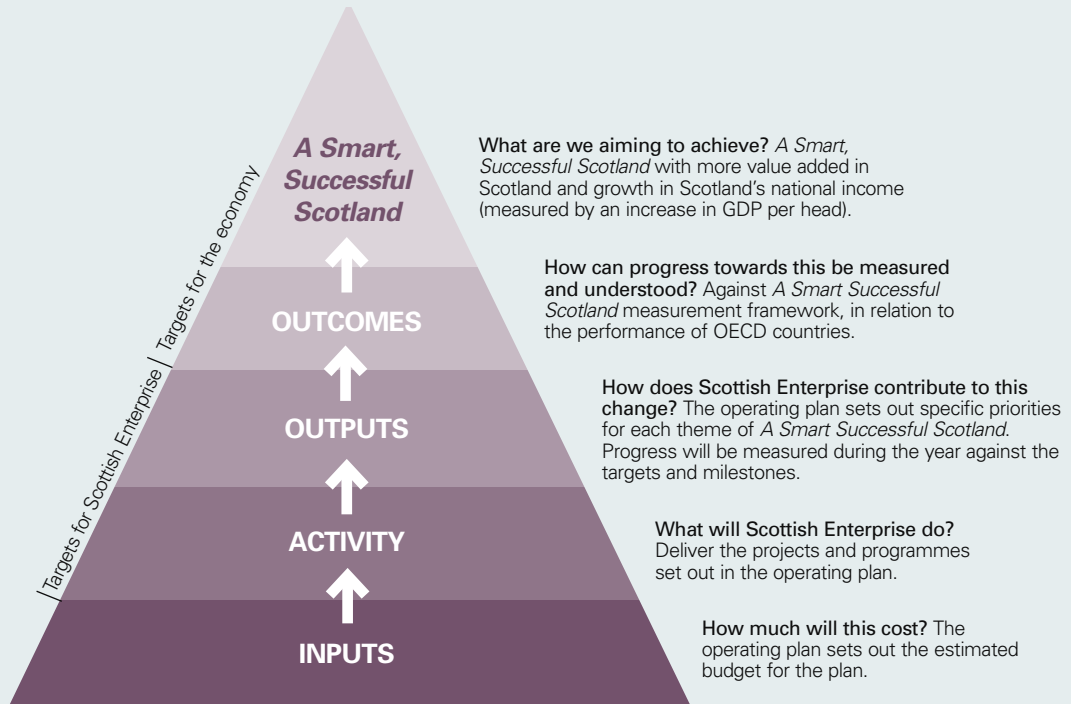 A Smart,
Successful
Scotland
What are we aiming to achieve? A Smart,
Successful Scotland with more value added in
Scotland and growth in Scotland's national income
(measured by an increase in GDP per head).
Targets for the economy
OUTCOMES
How can progress towards this be measured
and understood? Against A Smart Successful
Scotland measurement framework, in relation to
the performance of OECD countries.
Targets for Scottish Enterprise
OUTPUTS
How does Scottish Enterprise contribute to this
change? The operating plan sets out specific priorities
for each theme of A Smart Successful Scotland.
Progress will be measured during the year against the
targets and milestones.
ACTIVITY
What will Scottish Enterprise do?
Deliver the projects and programmes
set out in the operating plan.
INPUTS
How much will this cost? The
operating plan sets out the estimated
budget for the plan.